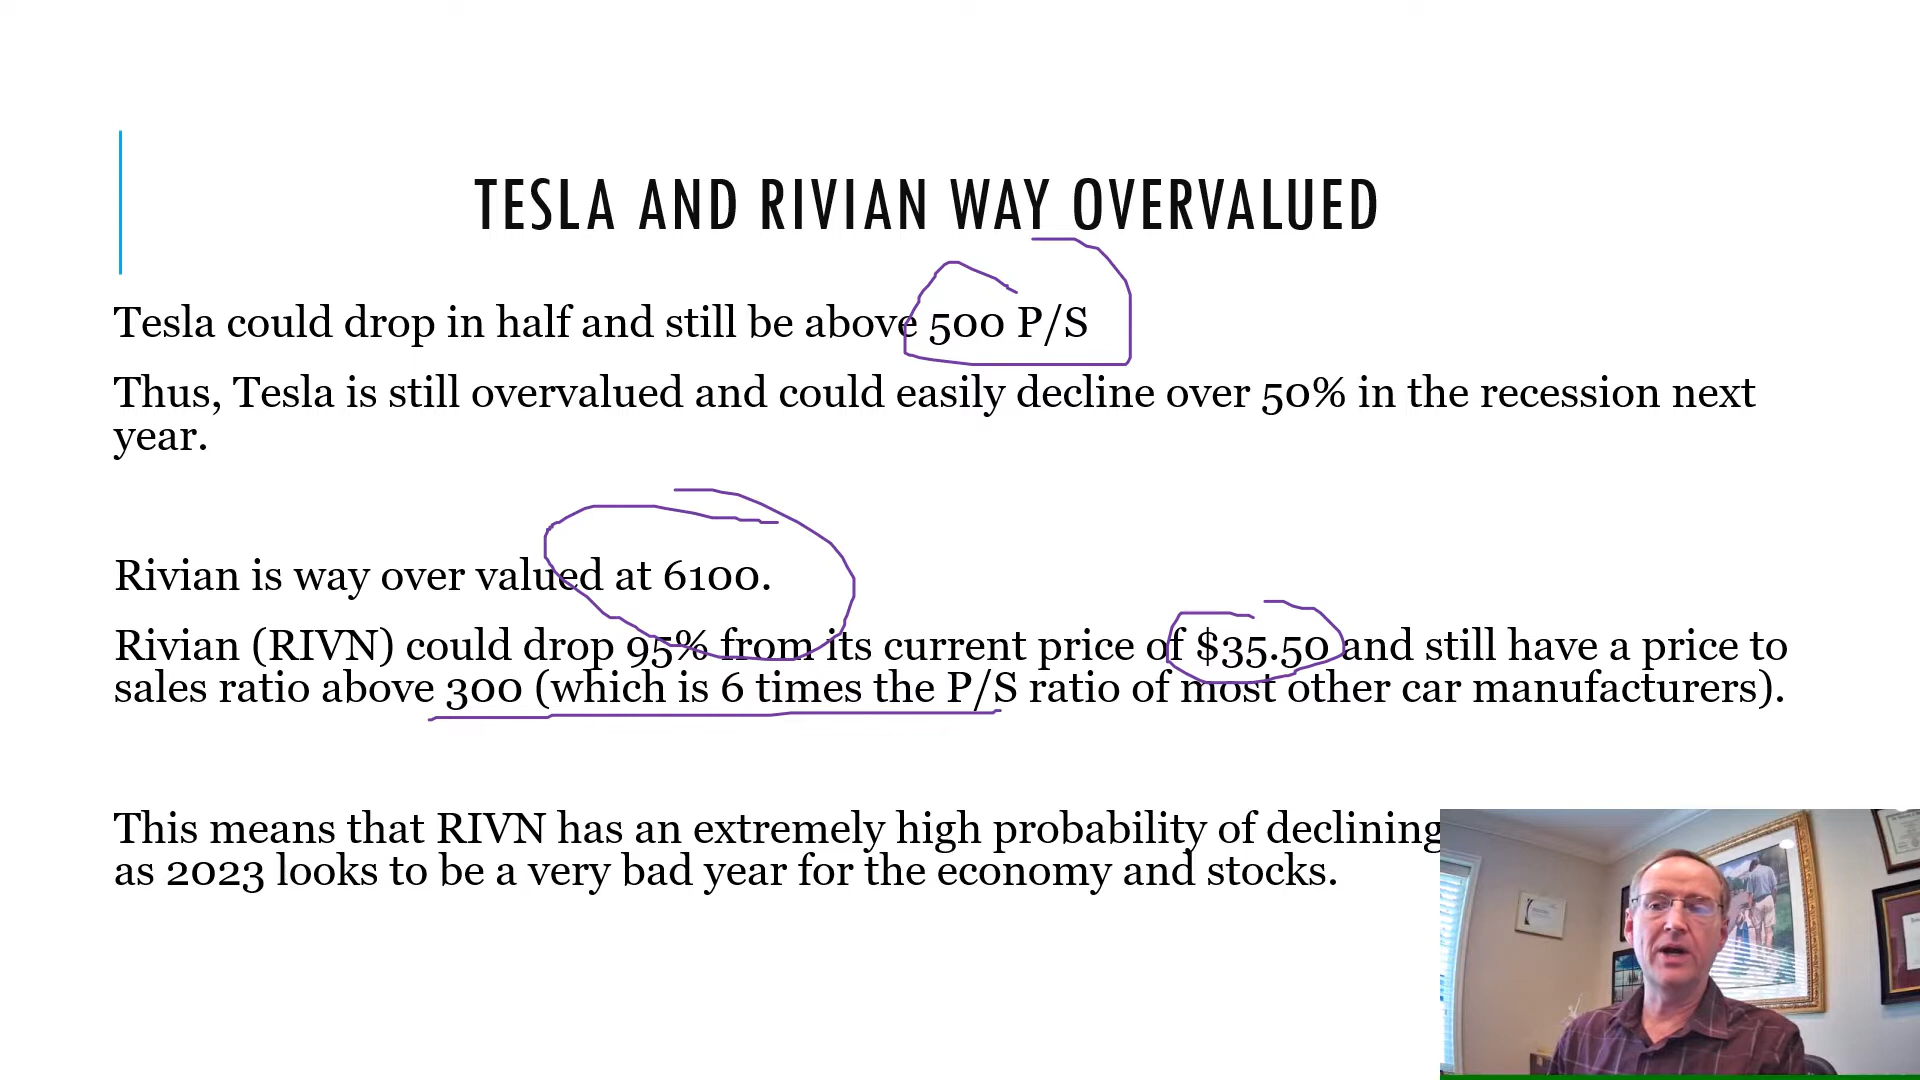 TESLA AND RIVIAN WAY OVERVALUED
Tesla could drop in half and still be above 500 P/S
Thus, Tesla is still overvalued and could easily decline over 50% in the recession next
year.
Rivian is way over valued at 6100.
Rivian (RIVN) could drop 95% from its current price of $35.50 and still have a price to
sales ratio above 300 (which is 6 times the P/S ratio of most other car manufacturers).
This means that RIVN has an extremely high probability of declining
as 2023 looks to be a very bad year for the economy and stocks.